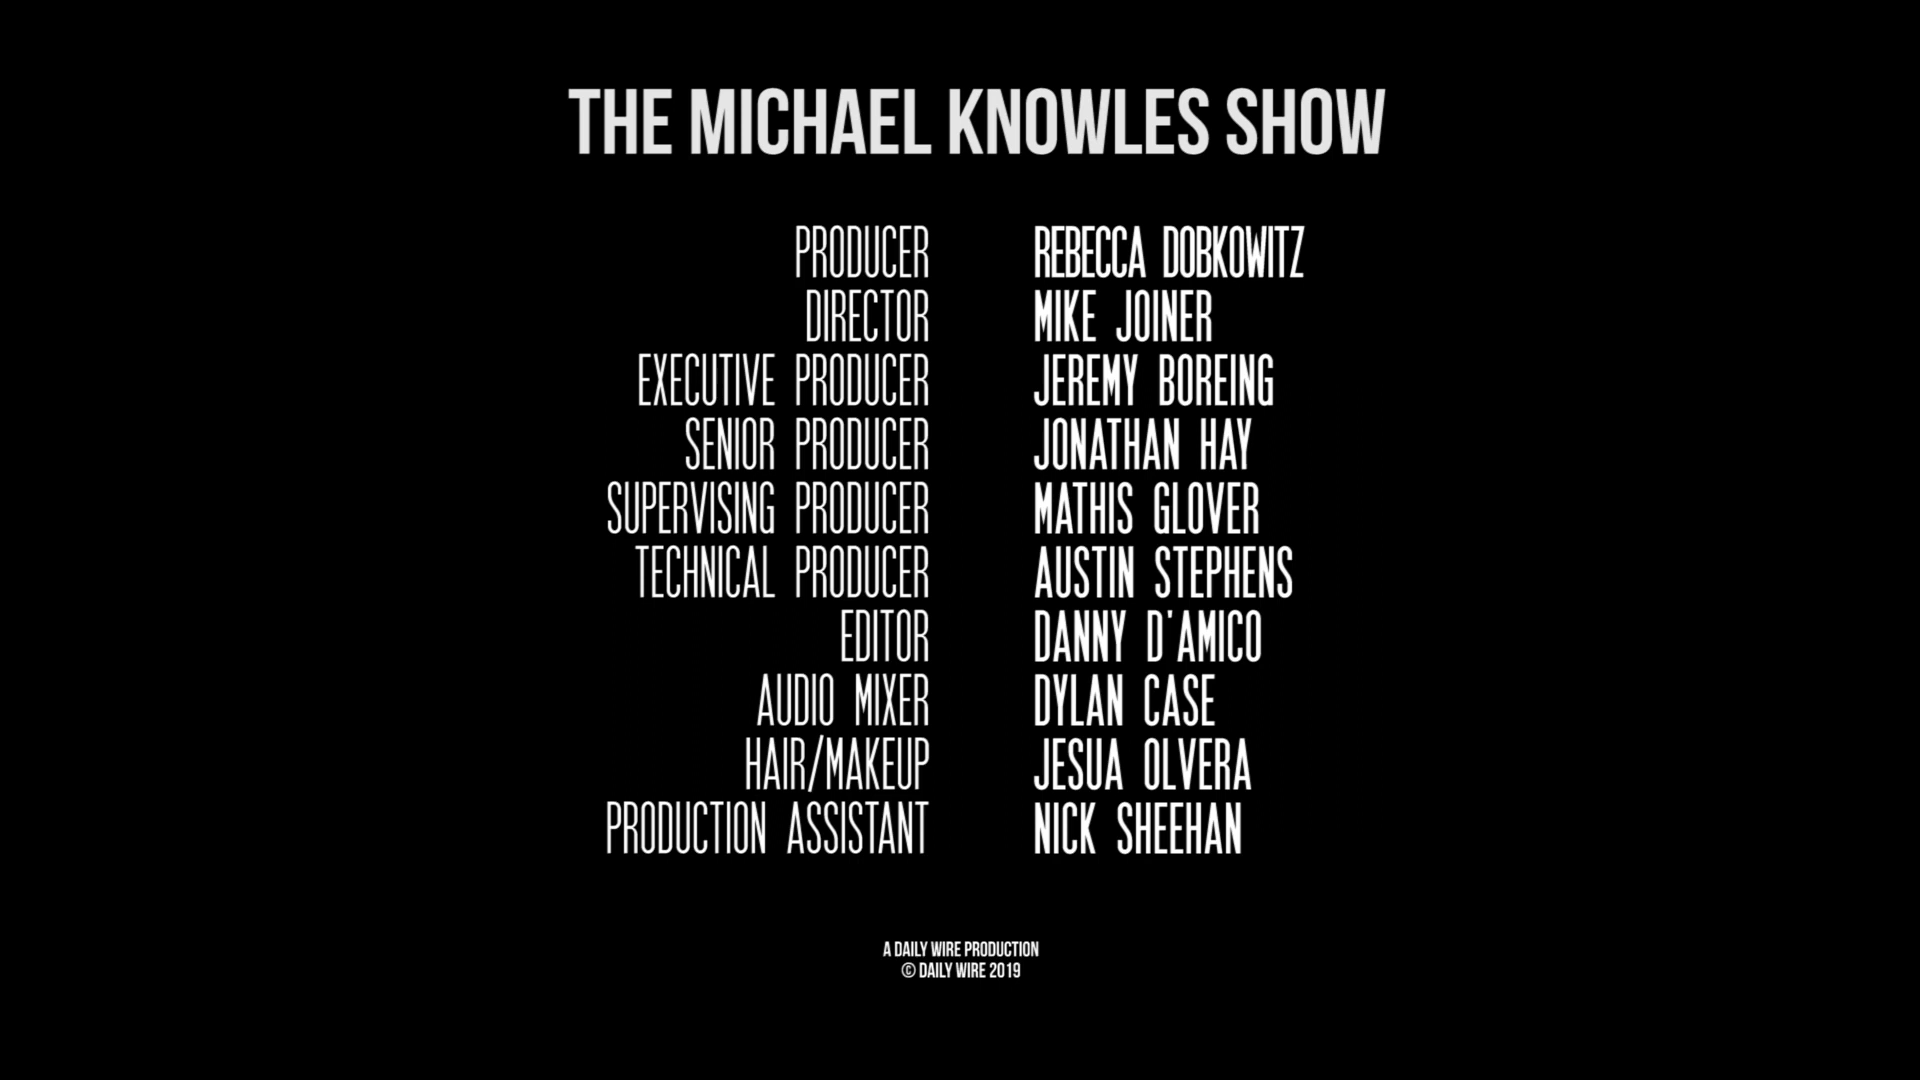 THE MICHAEL KNOWLES SHOW
PRODUCER REBECCA DOBKOWITZ
DIRECTOR MIKE JOINER
EXECUTIVE PRODUCER JEREMY BOREING
SENIOR PRODUCER JONATHAN HAY
SUPERVISING PRODUCER MATHIS GLOVER
TECHNICAL PRODUCER AUSTIN STEPHENS
EDITOR DANNY D'AMICO
AUDIO MIXER DYLAN CASE
HAIR/MAKEUP JESUA OLVERA
PRODUCTION ASSISTANT NICK SHEEHAN
A DAILY WIRE PRODUCTION
© DAILY WIRE 2019